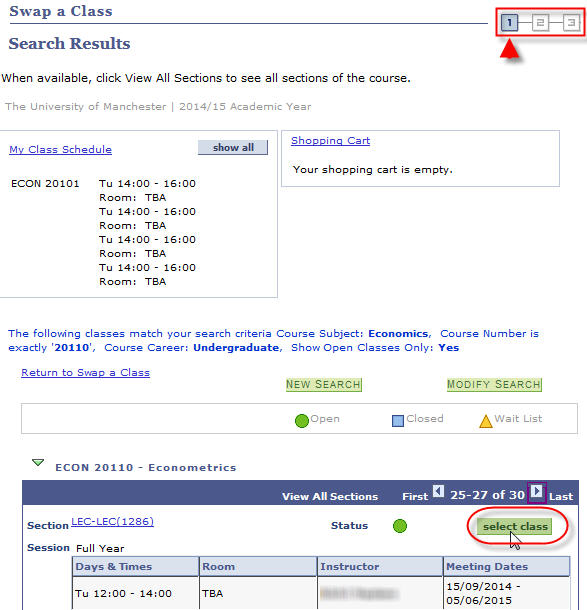 Swap a Class
1 2 3
Search Results
When available, click View All Sections to see all sections of the course.
The University of Manchester | 2014/15 Academic Year
My Class Schedule
show all
ECON 20101
Tu 14:00 - 16:00
Room: TBA
Tu 14:00 - 16:00
Room: TBA
Tu 14:00 - 16:00
Room: TBA
Tu 14:00 - 16:00
Room: TBA
Shopping Cart
Your shopping cart is empty.
The following classes match your search criteria Course Subject: Economics, Course Number is
exactly '20110', Course Career: Undergraduate, Show Open Classes Only: Yes
Return to Swap a Class
NEW SEARCH
MODIFY SEARCH
Open Closed Wait List
ECON 20110 - Econometrics
View All Sections First 25-27 of 30 Last
Section LEC-LEC(1286) Status select class
Session Full Year
Days & Times Room Instructor Meeting Dates
Tu 12:00 - 14:00 TBA 15/09/2014 -
05/06/2015